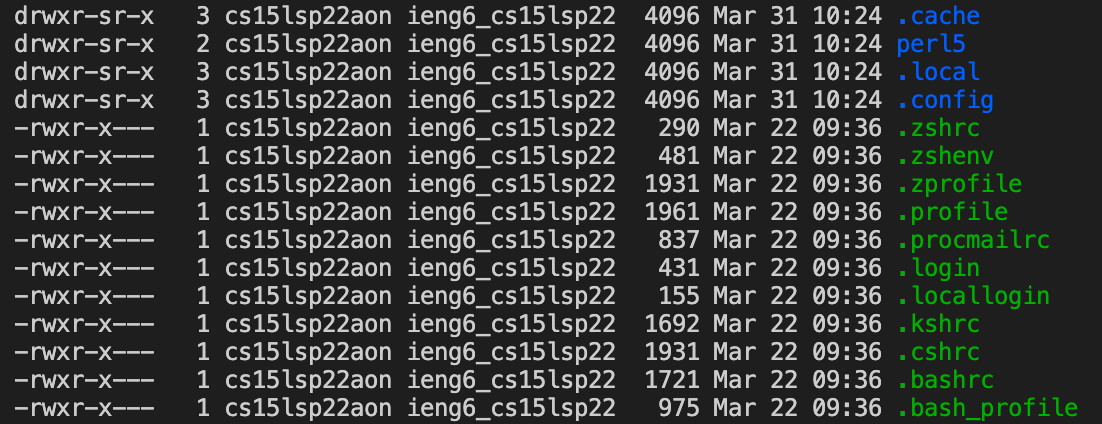 drwxr-sr-x   3 cs15lsp22aon ieng6_cs15lsp22  4096 Mar 31 10:24 .cache
drwxr-sr-x   2 cs15lsp22aon ieng6_cs15lsp22  4096 Mar 31 10:24 perl5
drwxr-sr-x   3 cs15lsp22aon ieng6_cs15lsp22  4096 Mar 31 10:24 .local
drwxr-sr-x   3 cs15lsp22aon ieng6_cs15lsp22  4096 Mar 31 10:24 .config
-rwxr-x---   1 cs15lsp22aon ieng6_cs15lsp22   290 Mar 22 09:36 .zshrc
-rwxr-x---   1 cs15lsp22aon ieng6_cs15lsp22   481 Mar 22 09:36 .zshenv
-rwxr-x---   1 cs15lsp22aon ieng6_cs15lsp22  1931 Mar 22 09:36 .zprofile
-rwxr-x---   1 cs15lsp22aon ieng6_cs15lsp22  1961 Mar 22 09:36 .profile
-rwxr-x---   1 cs15lsp22aon ieng6_cs15lsp22   837 Mar 22 09:36 .procmailrc
-rwxr-x---   1 cs15lsp22aon ieng6_cs15lsp22   431 Mar 22 09:36 .login
-rwxr-x---   1 cs15lsp22aon ieng6_cs15lsp22   155 Mar 22 09:36 .locallogin
-rwxr-x---   1 cs15lsp22aon ieng6_cs15lsp22  1692 Mar 22 09:36 .kshrc
-rwxr-x---   1 cs15lsp22aon ieng6_cs15lsp22  1931 Mar 22 09:36 .cshrc
-rwxr-x---   1 cs15lsp22aon ieng6_cs15lsp22  1721 Mar 22 09:36 .bashrc
-rwxr-x---   1 cs15lsp22aon ieng6_cs15lsp22   975 Mar 22 09:36 .bash_profile